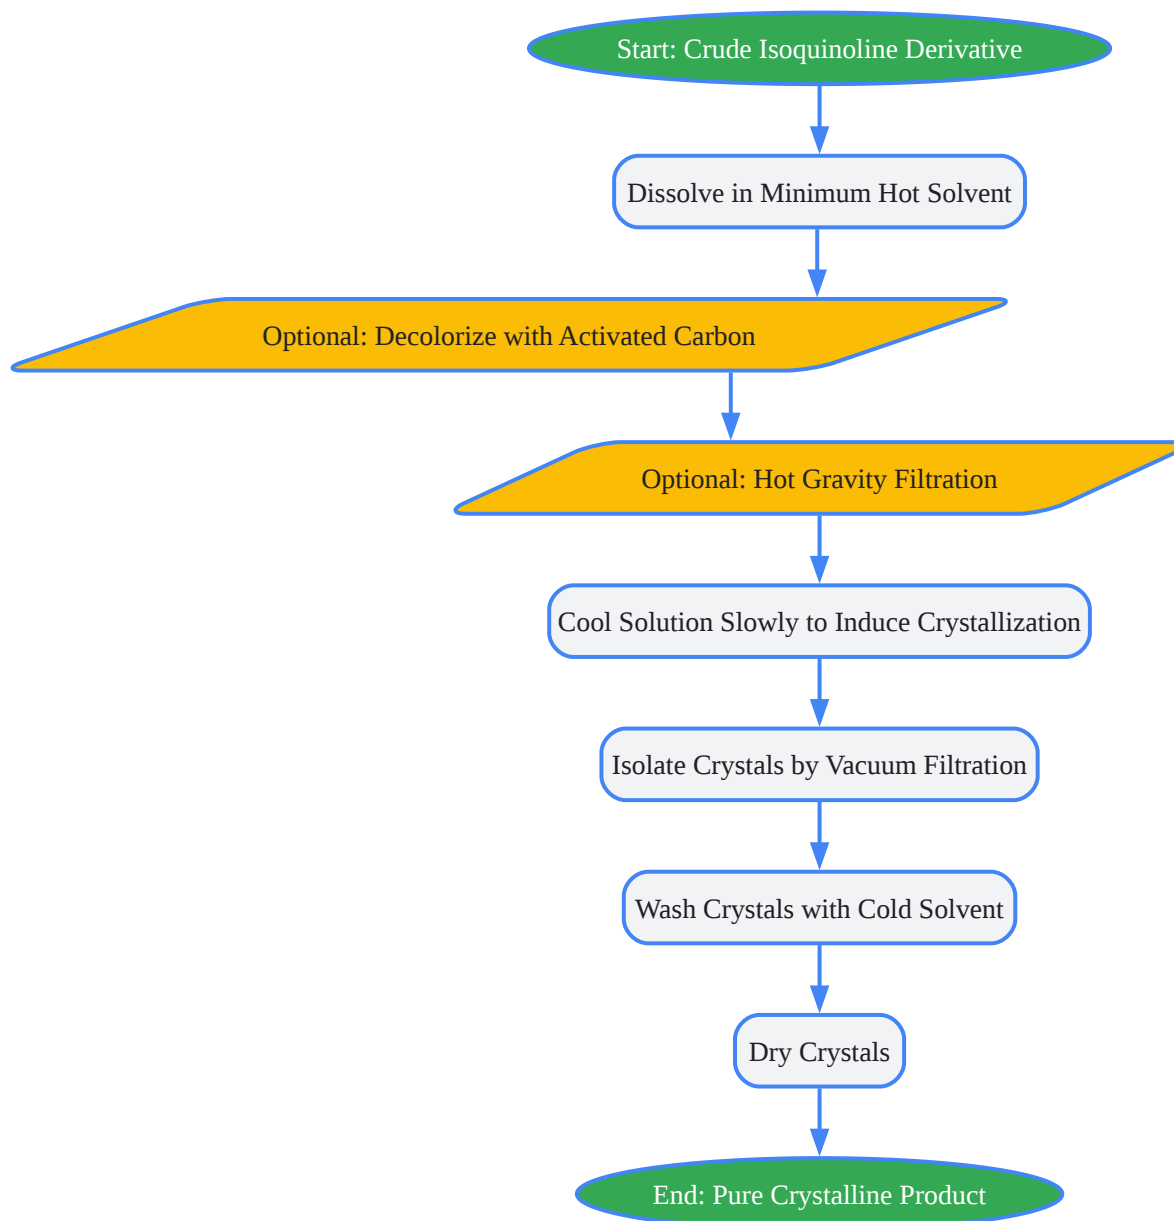 Start: Crude Isoquinoline Derivative
Dissolve in Minimum Hot Solvent
Optional: Decolorize with Activated Carbon
Optional: Hot Gravity Filtration
Cool Solution Slowly to Induce Crystallization
Isolate Crystals by Vacuum Filtration
Wash Crystals with Cold Solvent
Dry Crystals
End: Pure Crystalline Product